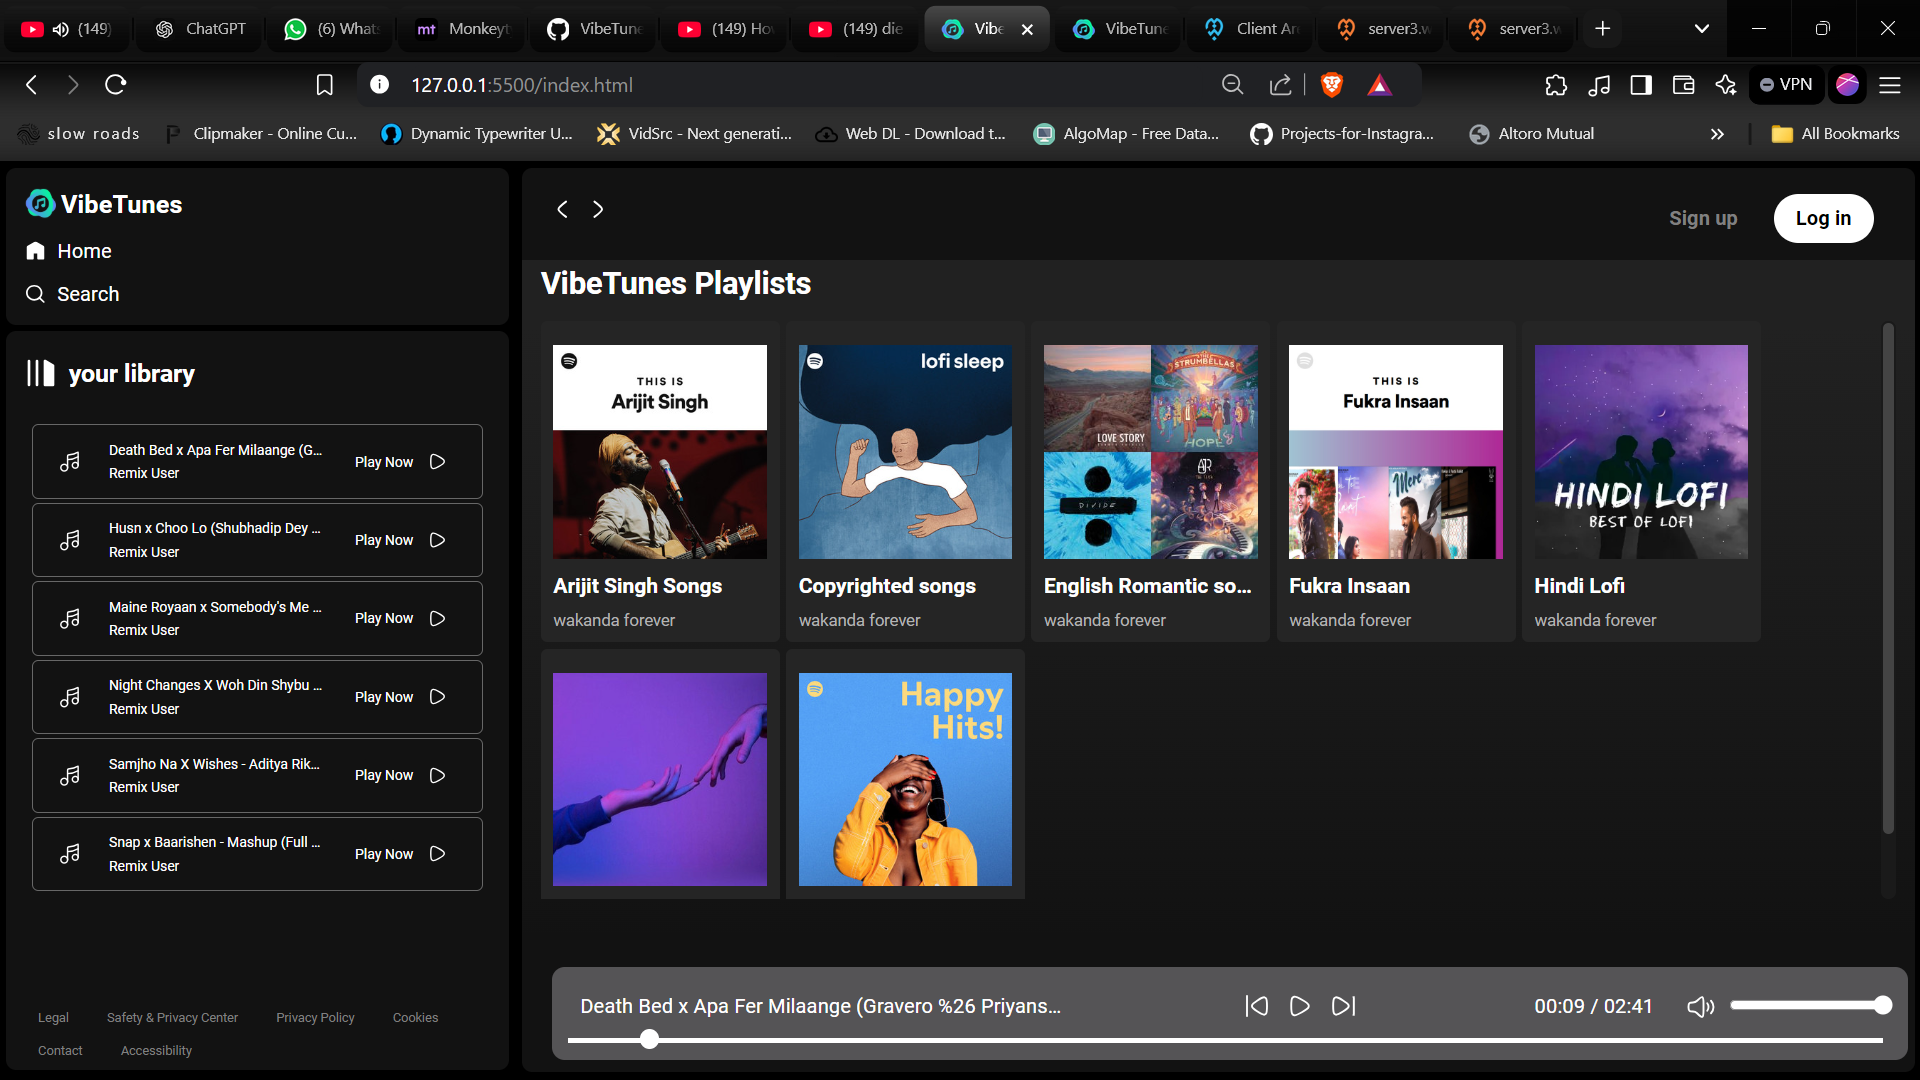 (149)
ChatGPT
(6) Whats
mt Monkeyt
VibeTune
(149) Ho
(149) die
Vibe
VibeTune
Client Ar
server3.w
server3.w
127.0.0.1:5500/index.html
VPN
slow roads
Clipmaker - Online Cu...
Dynamic Typewriter U...
VidSrc - Next generati...
Web DL - Download t...
AlgoMap - Free Data...
Projects-for-Instagra...
Altoro Mutual
All Bookmarks
VibeTunes
Home
Search
your library
Death Bed x Apa Fer Milaange (G...
Remix User
Play Now
Husn x Choo Lo (Shubhadip Dey ...
Remix User
Play Now
Maine Royaan x Somebody's Me ...
Remix User
Play Now
Night Changes X Woh Din Shybu ...
Remix User
Play Now
Samjho Na X Wishes - Aditya Rik...
Remix User
Play Now
Snap x Baarishen - Mashup (Full ...
Remix User
Play Now
Legal
Safety & Privacy Center
Privacy Policy
Cookies
Contact
Accessibility
Sign up
Log in
VibeTunes Playlists
THIS IS
Arijit Singh
Arijit Singh Songs
wakanda forever
lofi sleep
Copyrighted songs
wakanda forever
LOVE STORY
THE STRUMBELLAS
HOPE
DIVIDE
AJR
English Romantic so...
wakanda forever
THIS IS
Fukra Insaan
Mere
Fukra Insaan
wakanda forever
HINDI LOFI
BEST OF LOFI
Hindi Lofi
wakanda forever
Happy
Hits!
Death Bed x Apa Fer Milaange (Gravero %26 Priyans...
00:09 / 02:41